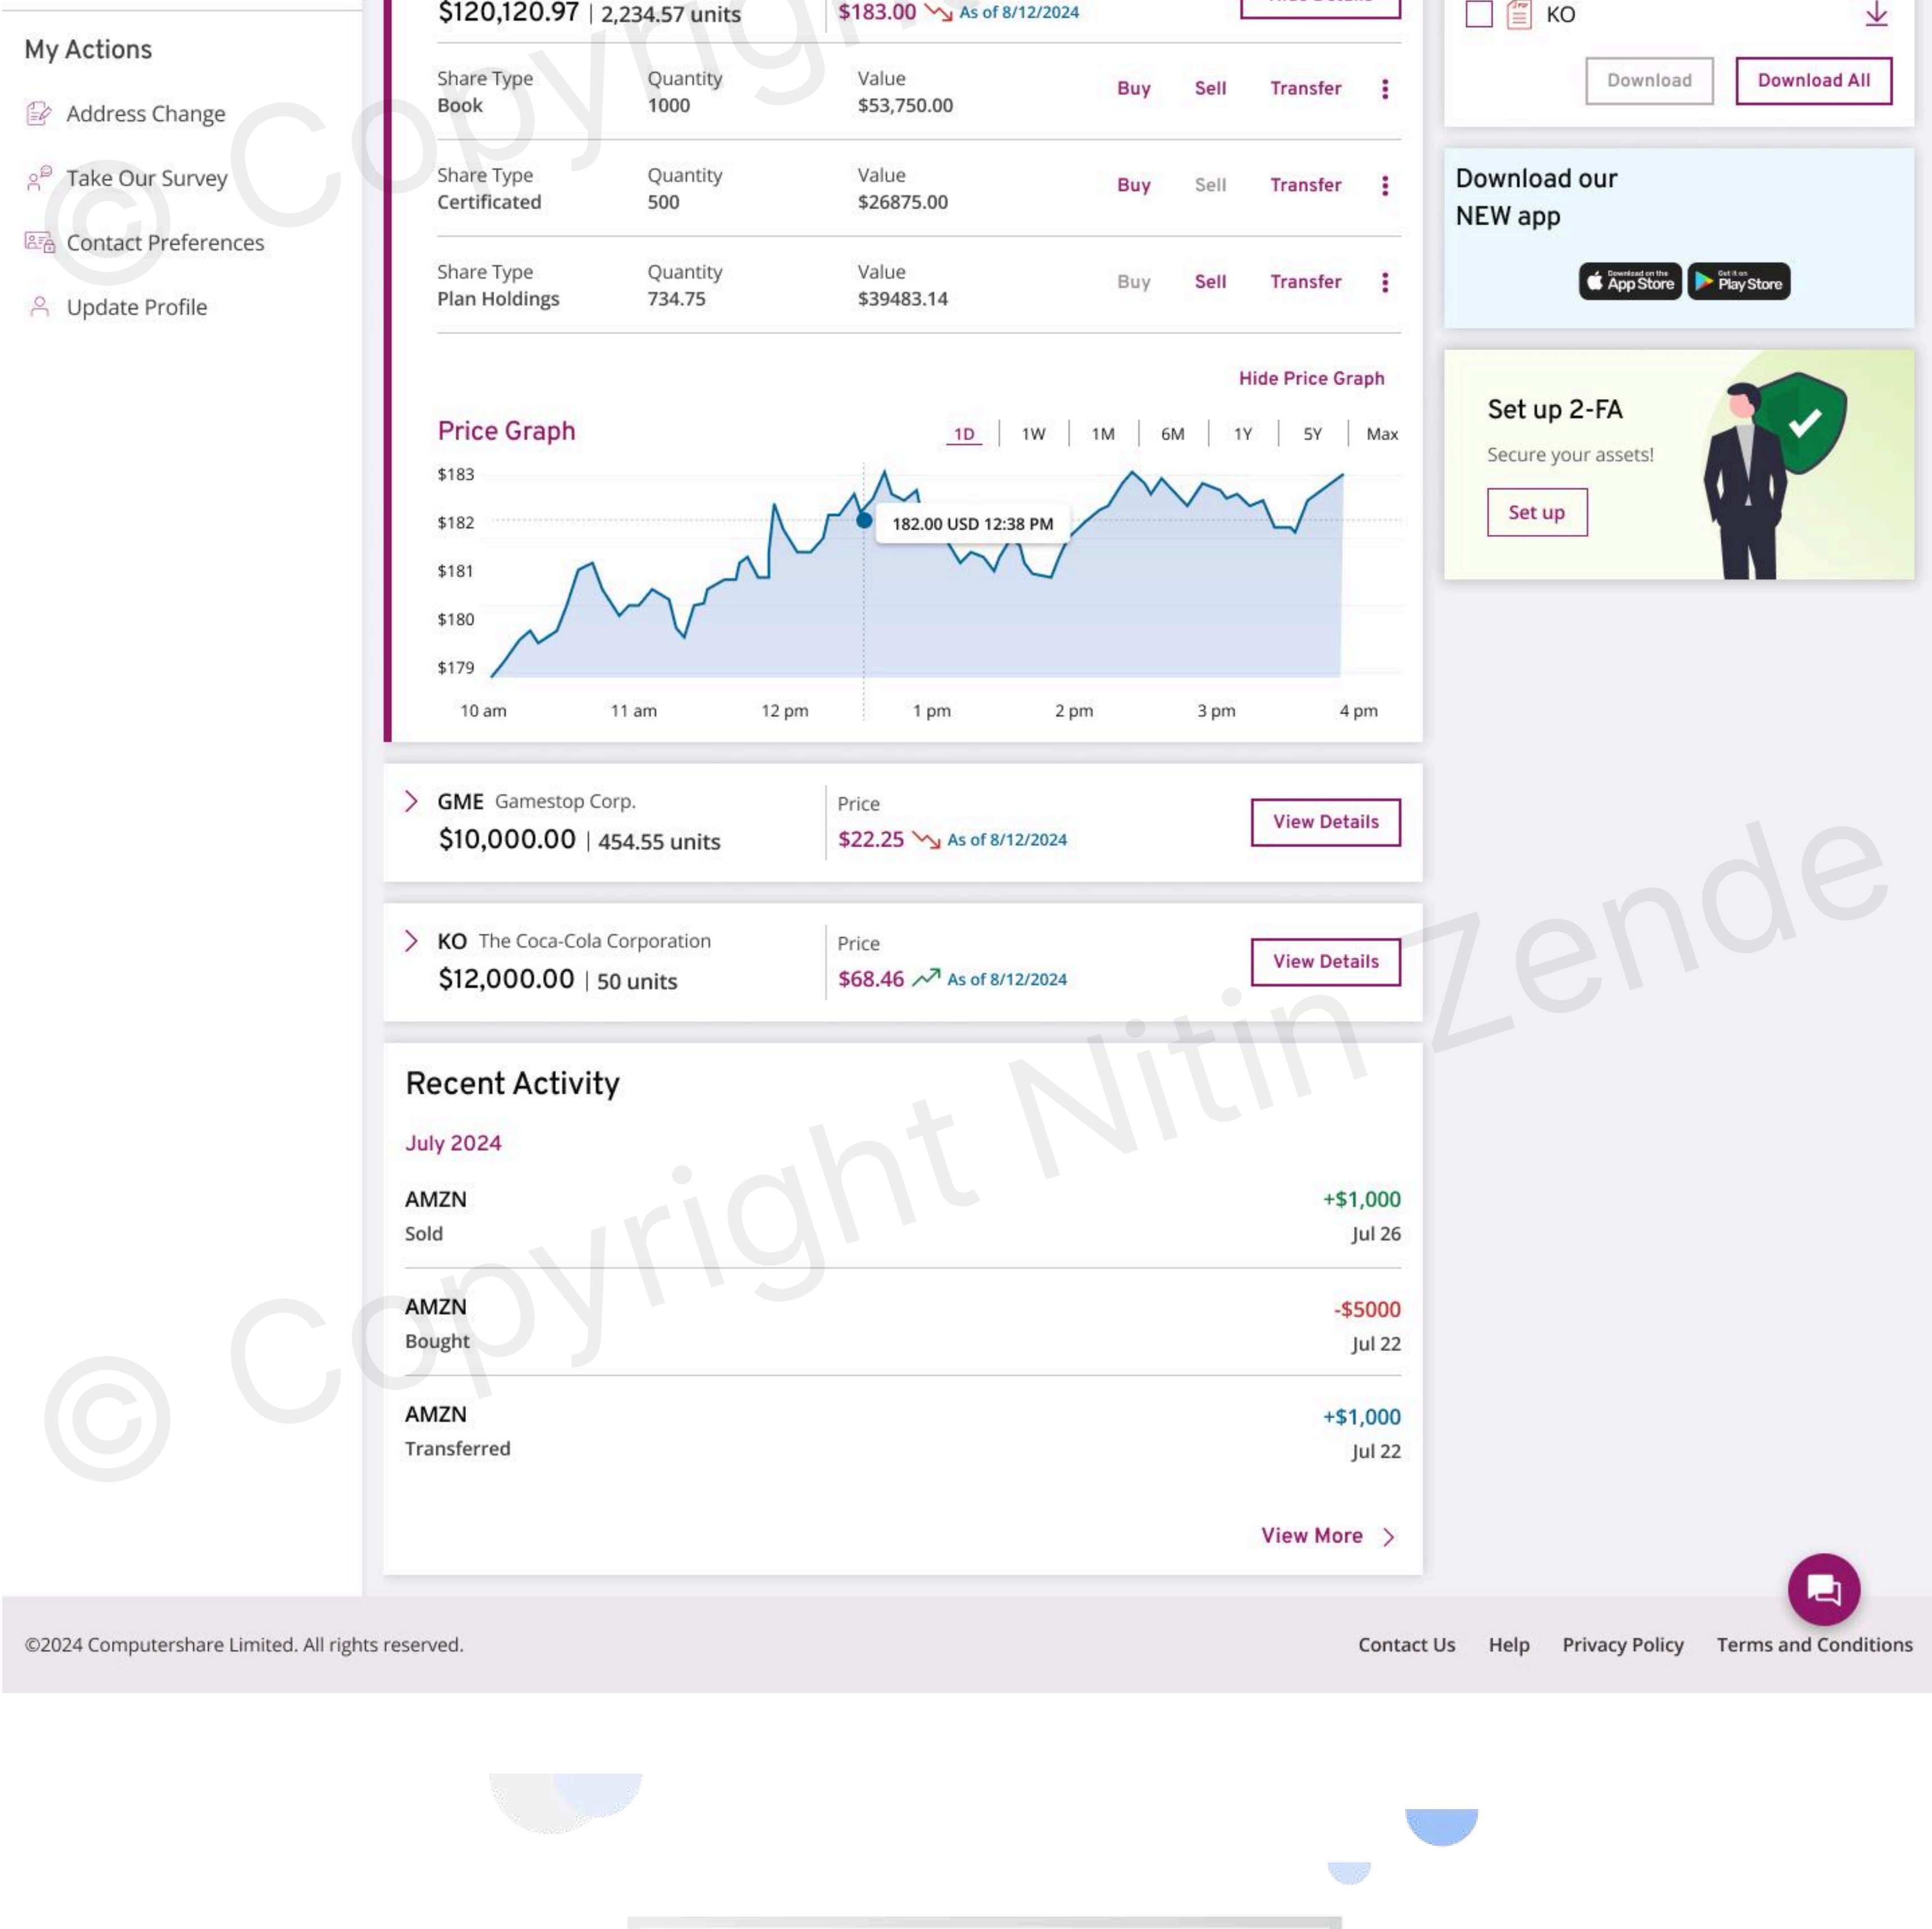 $120,120.97 | 2,234.57 units
$183.00 As of 8/12/2024
KO
My Actions
Address Change
Take Our Survey
Contact Preferences
Update Profile
Share Type Quantity Value
Book 1000 $53,750.00
Buy Sell Transfer
Share Type Quantity Value
Certificated 500 $26875.00
Buy Sell Transfer
Share Type Quantity Value
Plan Holdings 734.75 $39483.14
Buy Sell Transfer
Hide Price Graph
Price Graph
1D 1W 1M 6M 1Y 5Y Max
$183
$182
$181
$180
$179
182.00 USD 12:38 PM
10 am 11 am 12 pm 1 pm 2 pm 3 pm 4 pm
GME Gamestop Corp.
$10,000.00 | 454.55 units
Price
$22.25 As of 8/12/2024
View Details
KO The Coca-Cola Corporation
$12,000.00 | 50 units
Price
$68.46 As of 8/12/2024
View Details
Recent Activity
July 2024
AMZN +$1,000
Sold Jul 26
AMZN -$5000
Bought Jul 22
AMZN +$1,000
Transferred Jul 22
View More
Download Download All
Download our
NEW app
Download on the
App Store
Get it on
Play Store
Set up 2-FA
Secure your assets!
Set up
©2024 Computershare Limited. All rights reserved.
Contact Us Help Privacy Policy Terms and Conditions
© Copyright
© Copyright Nitin Zende